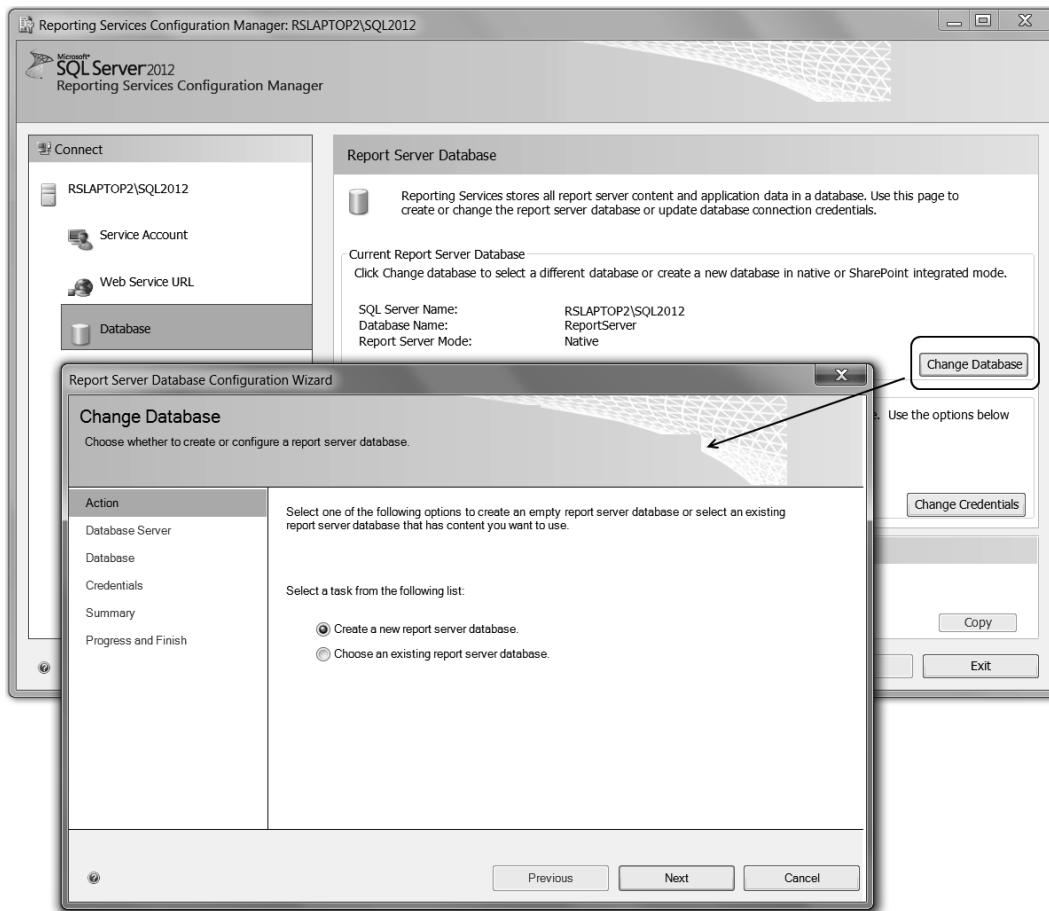 Reporting Services Configuration Manager: RSLAPTOP2\SQL2012
Microsoft®
SQL Server 2012
Reporting Services Configuration Manager
Connect
RSLAPTOP2\SQL2012
Service Account
Web Service URL
Database
Report Server Database
Reporting Services stores all report server content and application data in a database. Use this page to
create or change the report server database or update database connection credentials.
Current Report Server Database
Click Change database to select a different database or create a new database in native or SharePoint integrated mode.
SQL Server Name: RSLAPTOP2\SQL2012
Database Name: ReportServer
Report Server Mode: Native
Change Database
. Use the options below
Change Credentials
Copy
Exit
Report Server Database Configuration Wizard
Change Database
Choose whether to create or configure a report server database.
Action
Database Server
Database
Credentials
Summary
Progress and Finish
Select one of the following options to create an empty report server database or select an existing
report server database that has content you want to use.
Select a task from the following list:
Create a new report server database.
Choose an existing report server database.
Previous
Next
Cancel